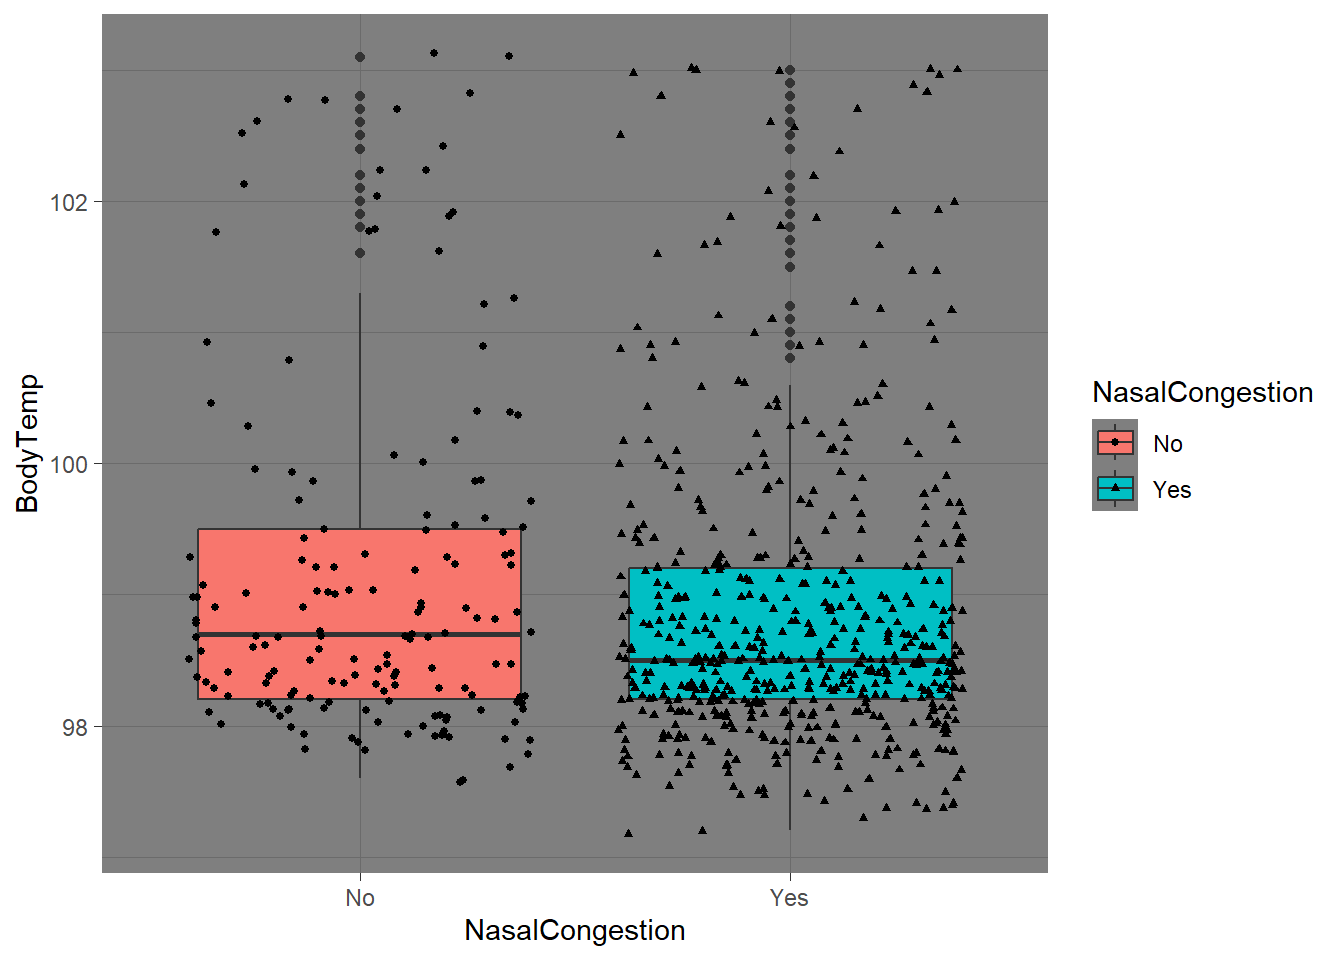 BodyTemp
102
100
98
No
Yes
NasalCongestion
NasalCongestion
No
Yes